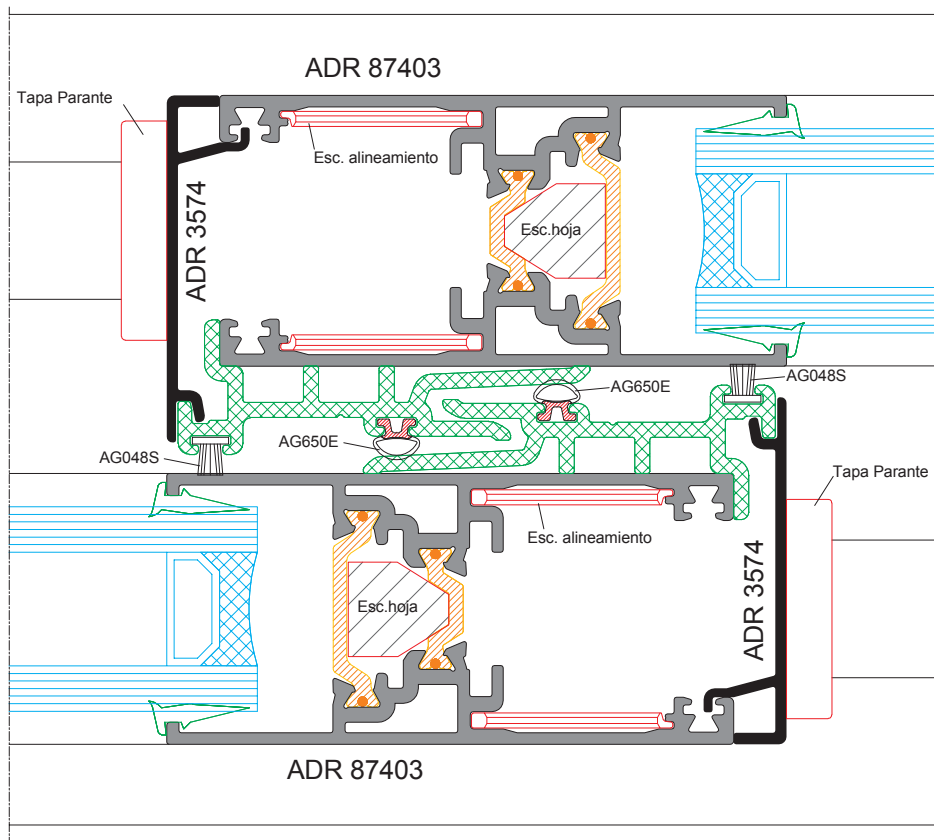 ADR 87403
Tapa Parante
Esc. alineamiento
ADR 3574
Esc.hoja
AG650E
AG048S
AG650E
AG048S
Tapa Parante
Esc. alineamiento
ADR 3574
Esc.hoja
ADR 87403